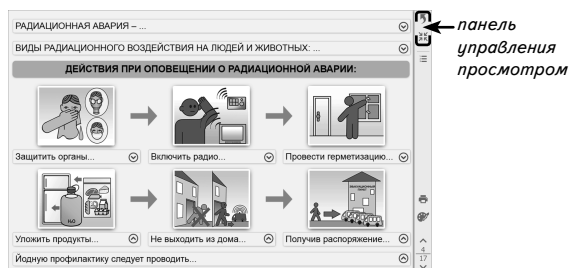 РАДИАЦИОННАЯ АВАРИЯ – ...
ВИДЫ РАДИАЦИОННОГО ВОЗДЕЙСТВИЯ НА ЛЮДЕЙ И ЖИВОТНЫХ: ...
ДЕЙСТВИЯ ПРИ ОПОВЕЩЕНИИ О РАДИАЦИОННОЙ АВАРИИ:
Защитить органы...
Включить радио...
Провести герметизацию...
H₂O
Уложить продукты...
Не выходить из дома...
Получив распоряжение...
Йодную профилактику следует проводить...
4
17
панель
управления
просмотром